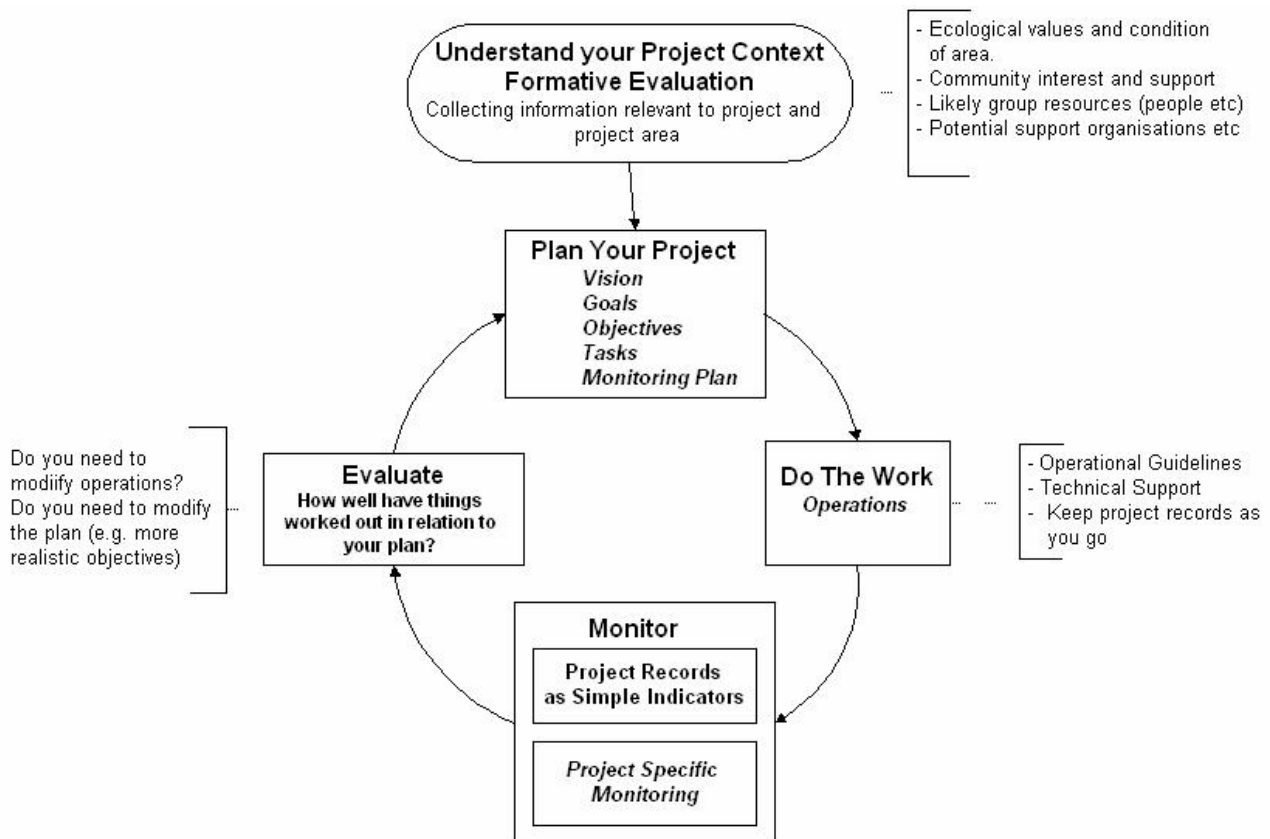 Understand your Project Context
Formative Evaluation
Collecting information relevant to project and
project area
- Ecological values and condition
of area.
- Community interest and support
- Likely group resources (people etc)
- Potential support organisations etc
Plan Your Project
Vision
Goals
Objectives
Tasks
Monitoring Plan
Do The Work
Operations
- Operational Guidelines
- Technical Support
- Keep project records as
you go
Monitor
Project Records
as Simple Indicators
Project Specific
Monitoring
Evaluate
How well have things
worked out in relation to
your plan?
Do you need to
modiify operations?
Do you need to modify
the plan (e.g. more
realistic objectives)